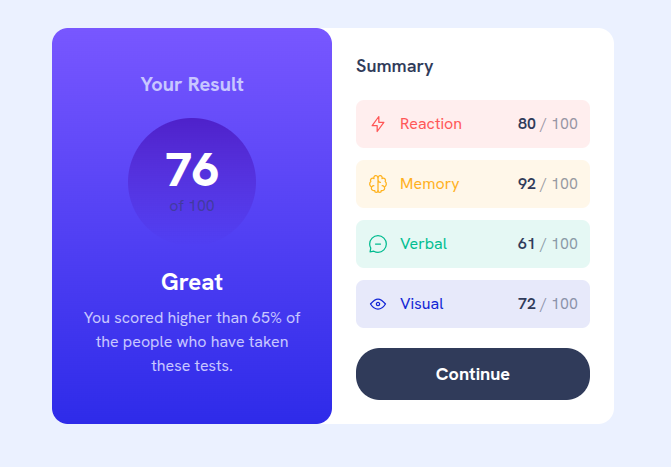 Your Result
76
of 100
Great
You scored higher than 65% of
the people who have taken
these tests.
Summary
Reaction 80 / 100
Memory 92 / 100
Verbal 61 / 100
Visual 72 / 100
Continue